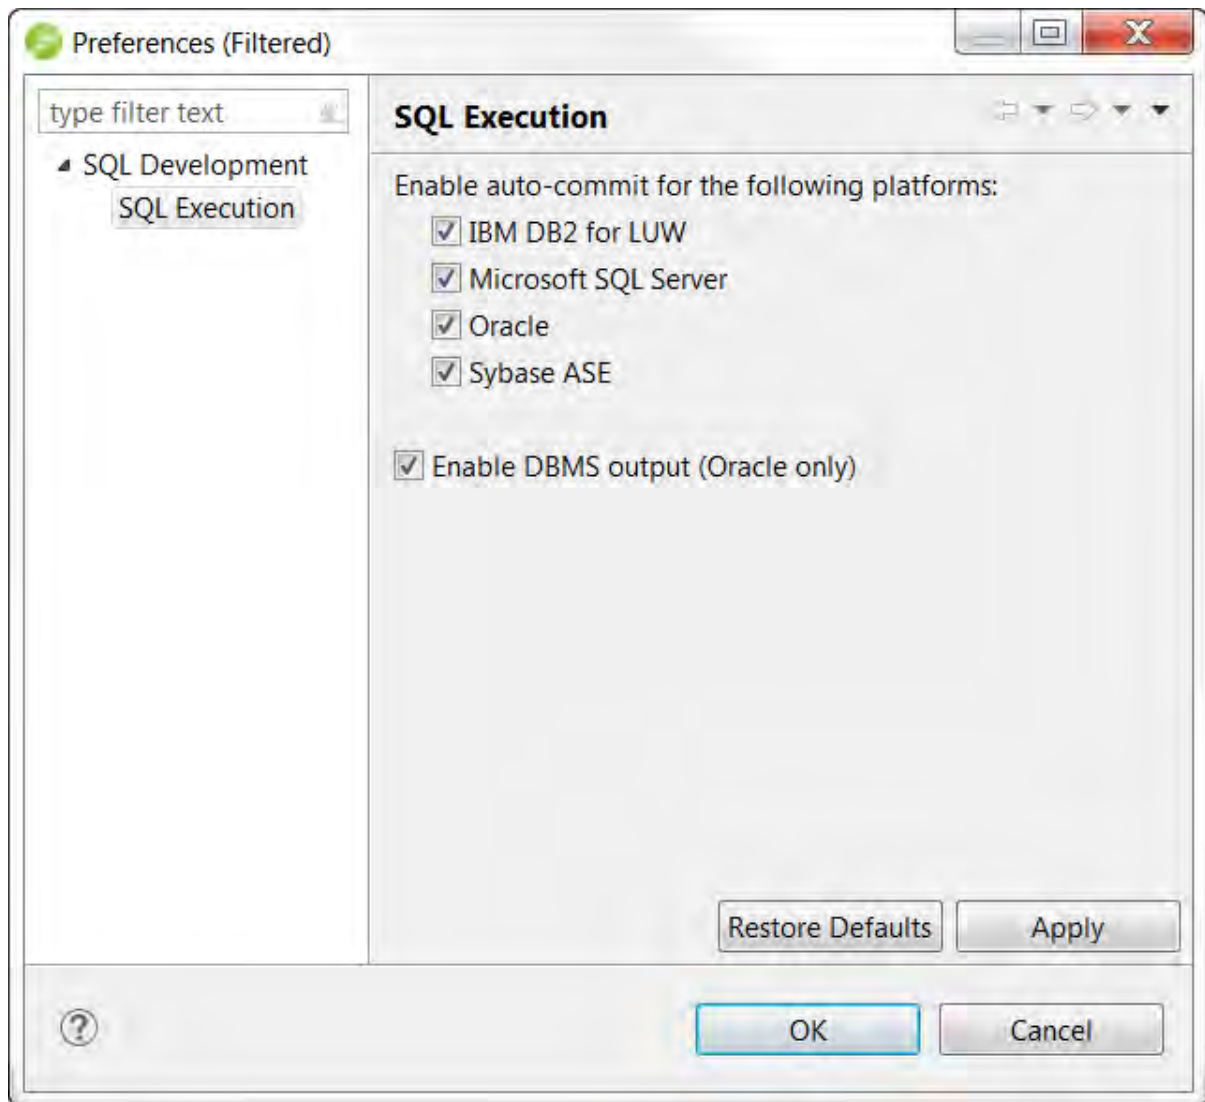 Preferences (Filtered)
type filter text
SQL Development
SQL Execution
SQL Execution
Enable auto-commit for the following platforms:
IBM DB2 for LUW
Microsoft SQL Server
Oracle
Sybase ASE
Enable DBMS output (Oracle only)
Restore Defaults
Apply
OK
Cancel